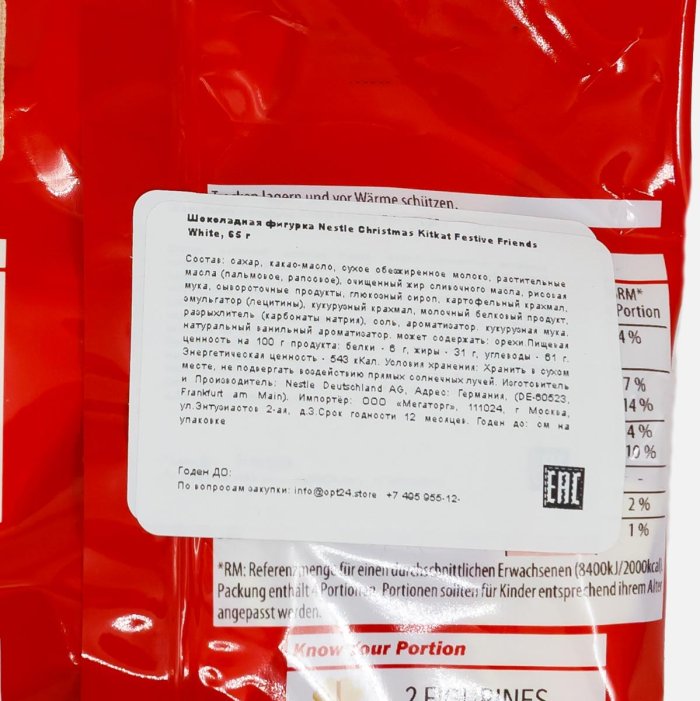 Trocken lagern und vor Wärme schützen.
Шоколадная фигурка Nestle Christmas Kitkat Festive Friends
White, 65 г
Состав: сахар, какао-масло, сухое обезжиренное молоко, растительные
масла (пальмовое, рапсовое), очищенный жир сливочного масла, рисовая
мука, сывороточные продукты, глюкозный сироп, картофельный крахмал,
эмульгатор (лецитины), кукурузный крахмал, молочный белковый продукт,
разрыхлитель (карбонаты натрия), соль, ароматизатор, кукурузная мука,
натуральный ванильный ароматизатор, может содержать: орехи.Пищевая
ценность на 100 г продукта: белки - 6 г, жиры - 31 г, углеводы - 61 г.
Энергетическая ценность - 543 кКал. Условия хранения: Хранить в сухом
месте, не подвергать воздействию прямых солнечных лучей. Изготовитель
и Производитель: Nestle Deutschland AG, Адрес: Германия, (DE-60523,
Frankfurt am Main). Импортёр: ООО «Мегаторг», 111024, г Москва,
ул.Энтузиастов 2-ая, д.3.Срок годности 12 месяцев. Годен до: см на
упаковке
Годен ДО:
По вопросам закупки: info@opt24.store +7 495 955-12-
EAC
RM*
Portion
4 %
7 %
14 %
4 %
10 %
-
2 %
1 %
*RM: Referenzmenge für einen durchschnittlichen Erwachsenen (8400kJ/2000kcal)
Packung enthält 4 Portionen. Portionen sollten für Kinder entsprechend ihrem Alter
angepasst werden.
Know Your Portion
2 FIGURINES